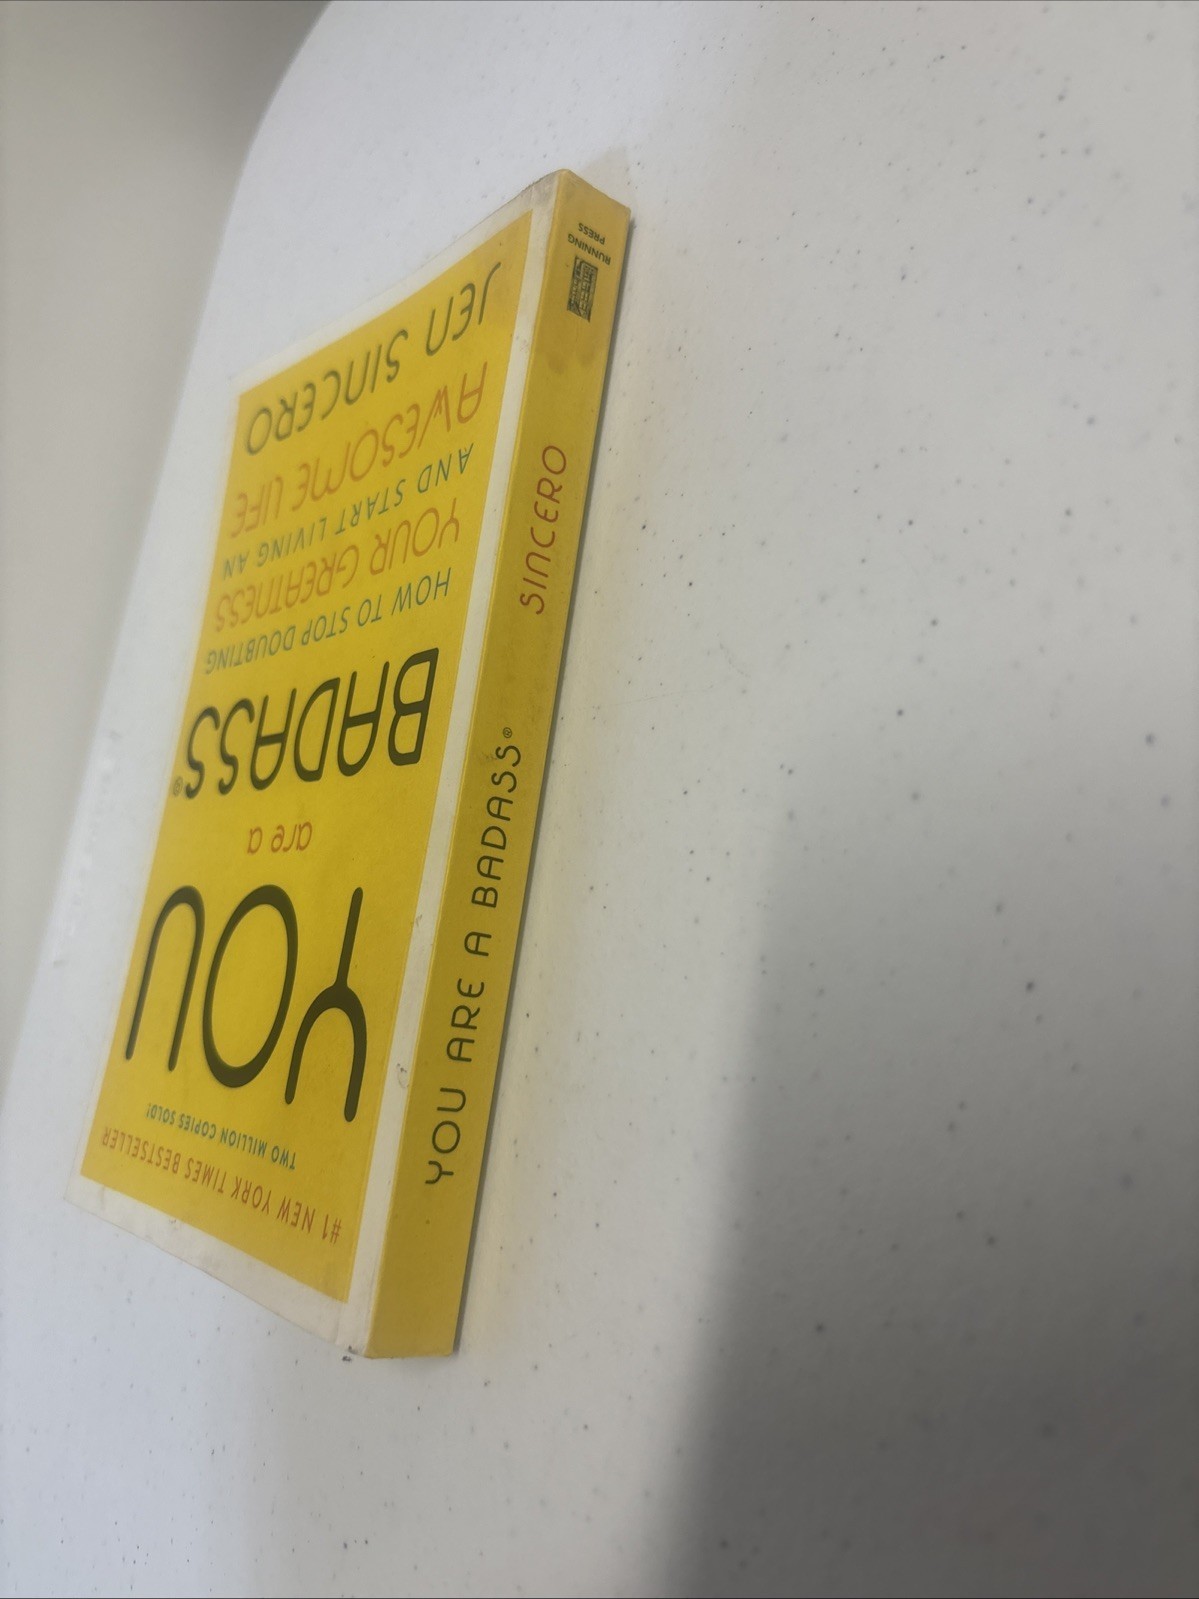 #1 NEW YORK TIMES BESTSELLER
TWO MILLION COPIES SOLD!
YOU
are a
BADASS®
HOW TO STOP DOUBTING
YOUR GREATNESS
AND START LIVING AN
AWESOME LIFE
JEN SINCERO
YOU ARE A BADASS®
SINCERO
RUNNING
PRESS